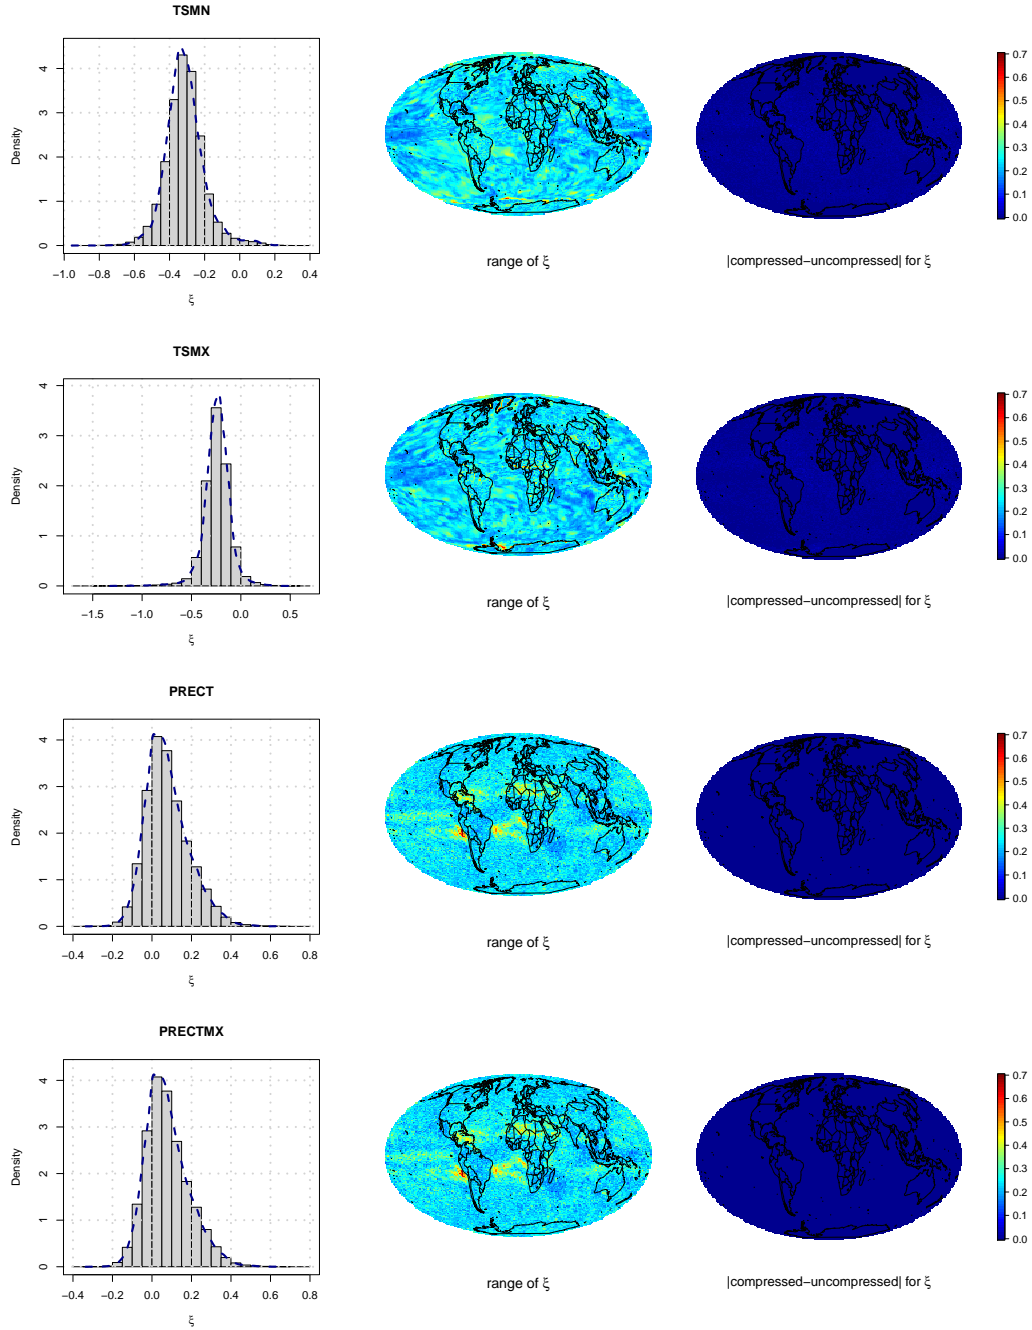 TSMN
Density
0
1
2
3
4
−1.0 −0.8 −0.6 −0.4 −0.2 0.0 0.2 0.4
ξ
range of ξ
|compressed−uncompressed| for ξ
0.7
0.6
0.5
0.4
0.3
0.2
0.1
0.0
TSMX
Density
0
1
2
3
4
−1.5 −1.0 −0.5 0.0 0.5
ξ
range of ξ
|compressed−uncompressed| for ξ
0.7
0.6
0.5
0.4
0.3
0.2
0.1
0.0
PRECT
Density
0
1
2
3
4
−0.4 −0.2 0.0 0.2 0.4 0.6 0.8
ξ
range of ξ
|compressed−uncompressed| for ξ
0.7
0.6
0.5
0.4
0.3
0.2
0.1
0.0
PRECTMX
Density
0
1
2
3
4
−0.4 −0.2 0.0 0.2 0.4 0.6 0.8
ξ
range of ξ
|compressed−uncompressed| for ξ
0.7
0.6
0.5
0.4
0.3
0.2
0.1
0.0